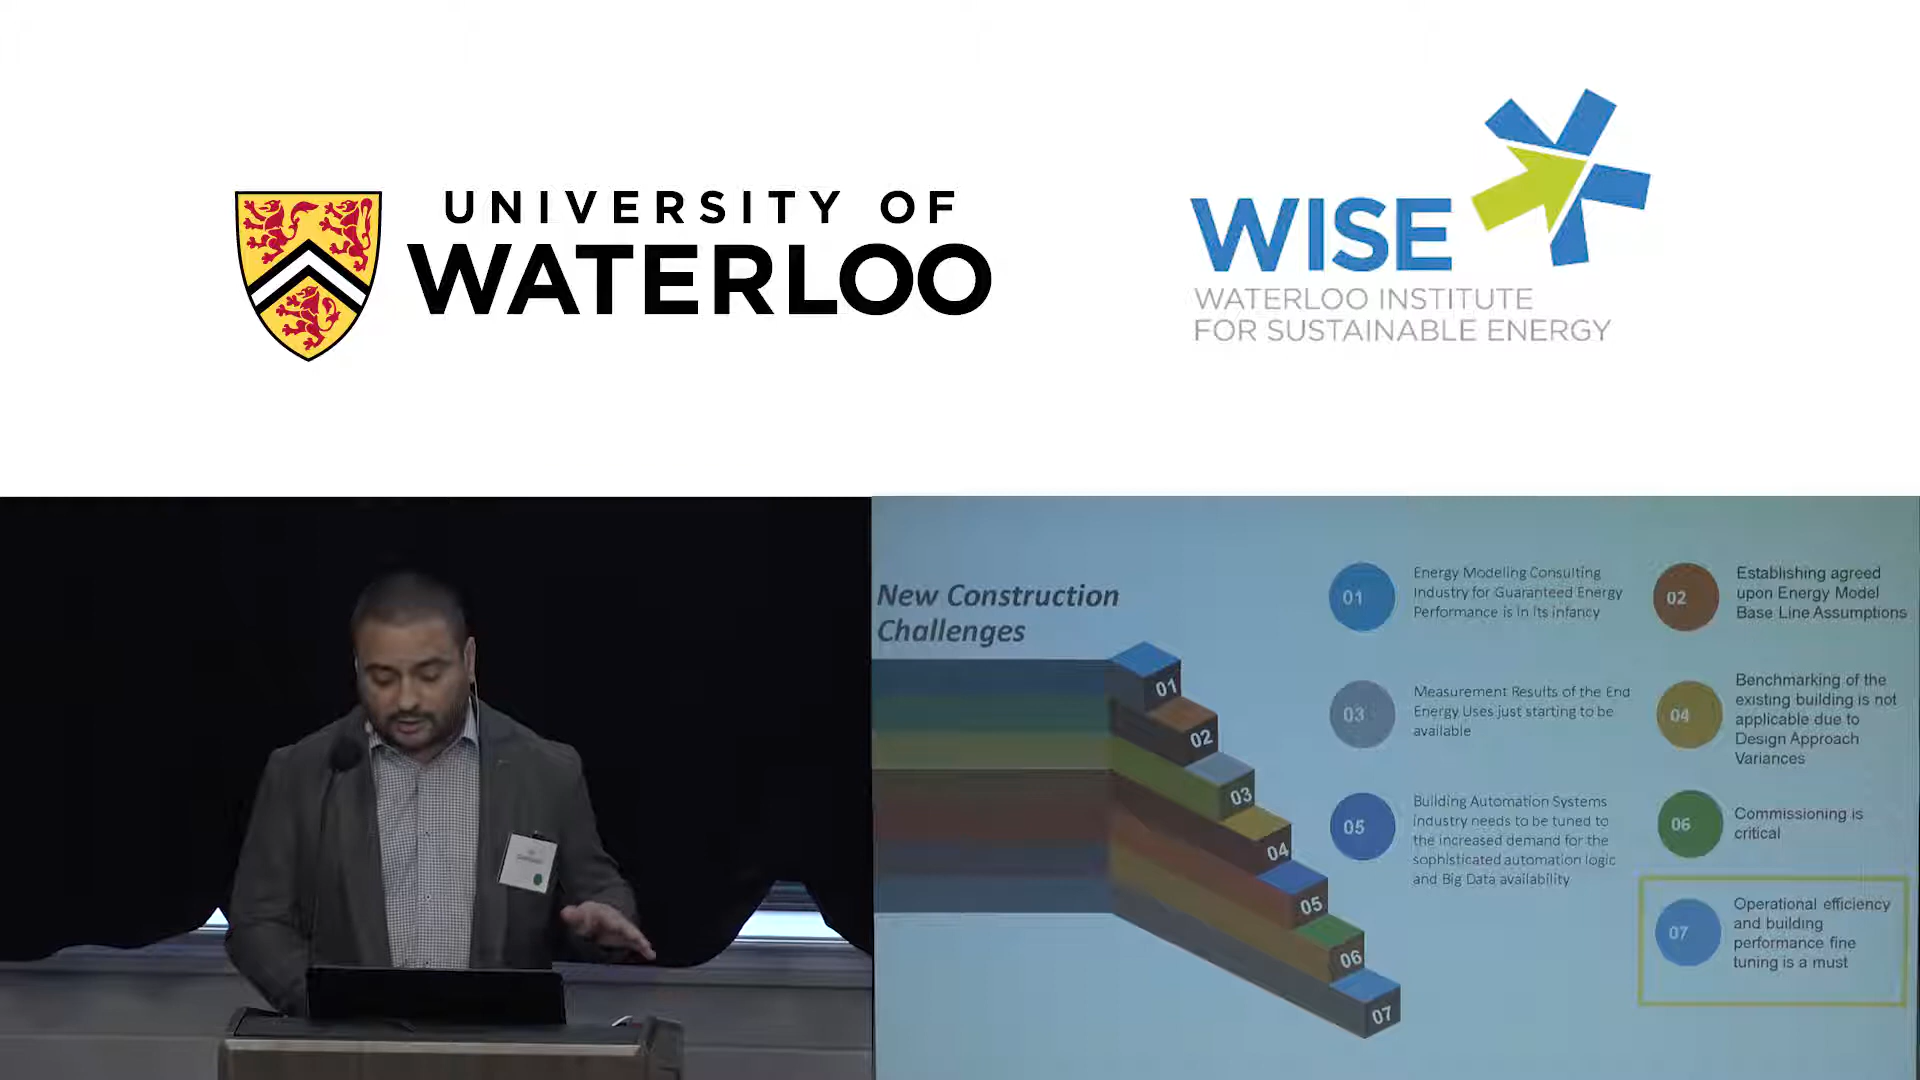 UNIVERSITY OF
WATERLOO
WISE
WATERLOO INSTITUTE
FOR SUSTAINABLE ENERGY
New Construction
Challenges
01
02
03
04
05
06
07
01
Energy Modeling Consulting
Industry for Guaranteed Energy
Performance is in its infancy
02
Establishing agreed
upon Energy Model
Base Line Assumptions
03
Measurement Results of the End
Energy Uses just starting to be
available
04
Benchmarking of the
existing building is not
applicable due to
Design Approach
Variances
05
Building Automation Systems
industry needs to be tuned to
the increased demand for the
sophisticated automation logic
and Big Data availability
06
Commissioning is
critical
07
Operational efficiency
and building
performance fine
tuning is a must